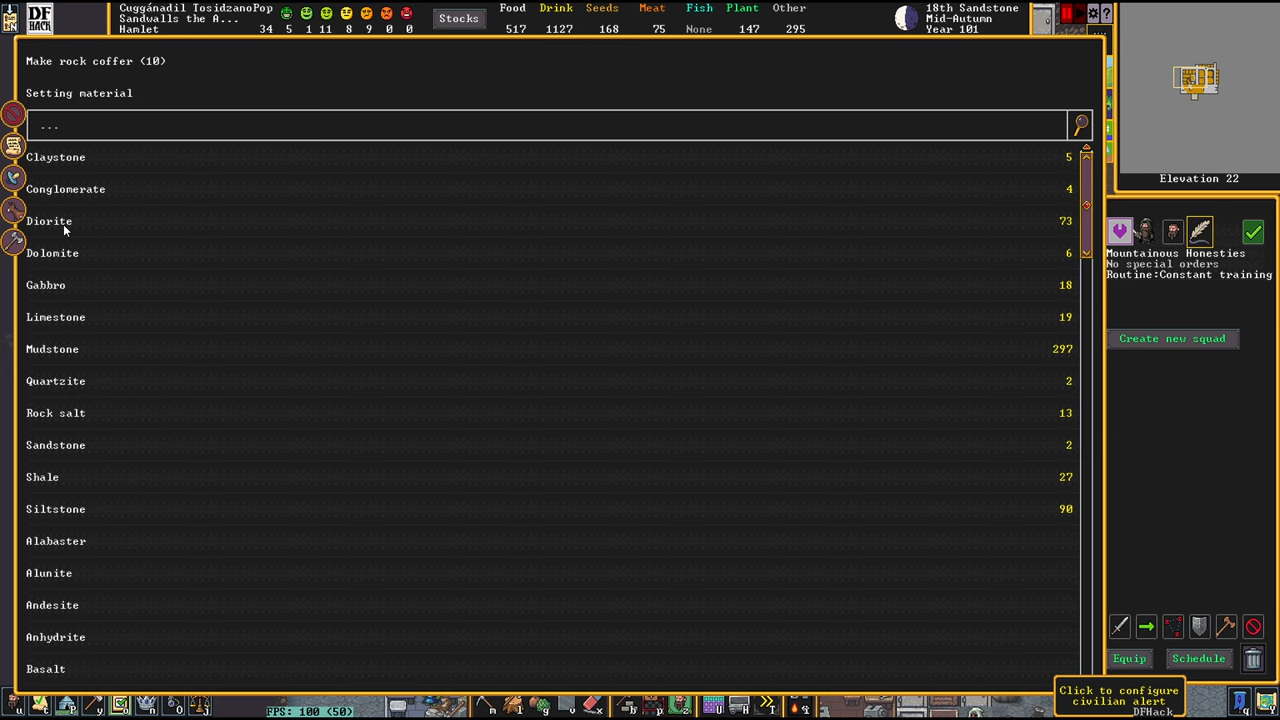 DF
HACK
Cuggánadil TosidzanoPop
Sandwalls the A...
Hamlet 34 5 1 11 8 9 0 0
Stocks
Food Drink Seeds Meat Fish Plant Other
517 1127 168 75 None 147 295
18th Sandstone
Mid-Autumn
Year 101
?
Make rock coffer (10)
Setting material
...
Claystone 5
Conglomerate 4
Diorite 73
Dolomite 6
Gabbro 18
Limestone 19
Mudstone 297
Quartzite 2
Rock salt 13
Sandstone 2
Shale 27
Siltstone 90
Alabaster
Alunite
Andesite
Anhydrite
Basalt
Elevation 22
Mountainous Honesties
No special orders
Routine:Constant training
Create new squad
Equip Schedule
Click to configure
civilian alert
DFHack
FPS: 100 (50)